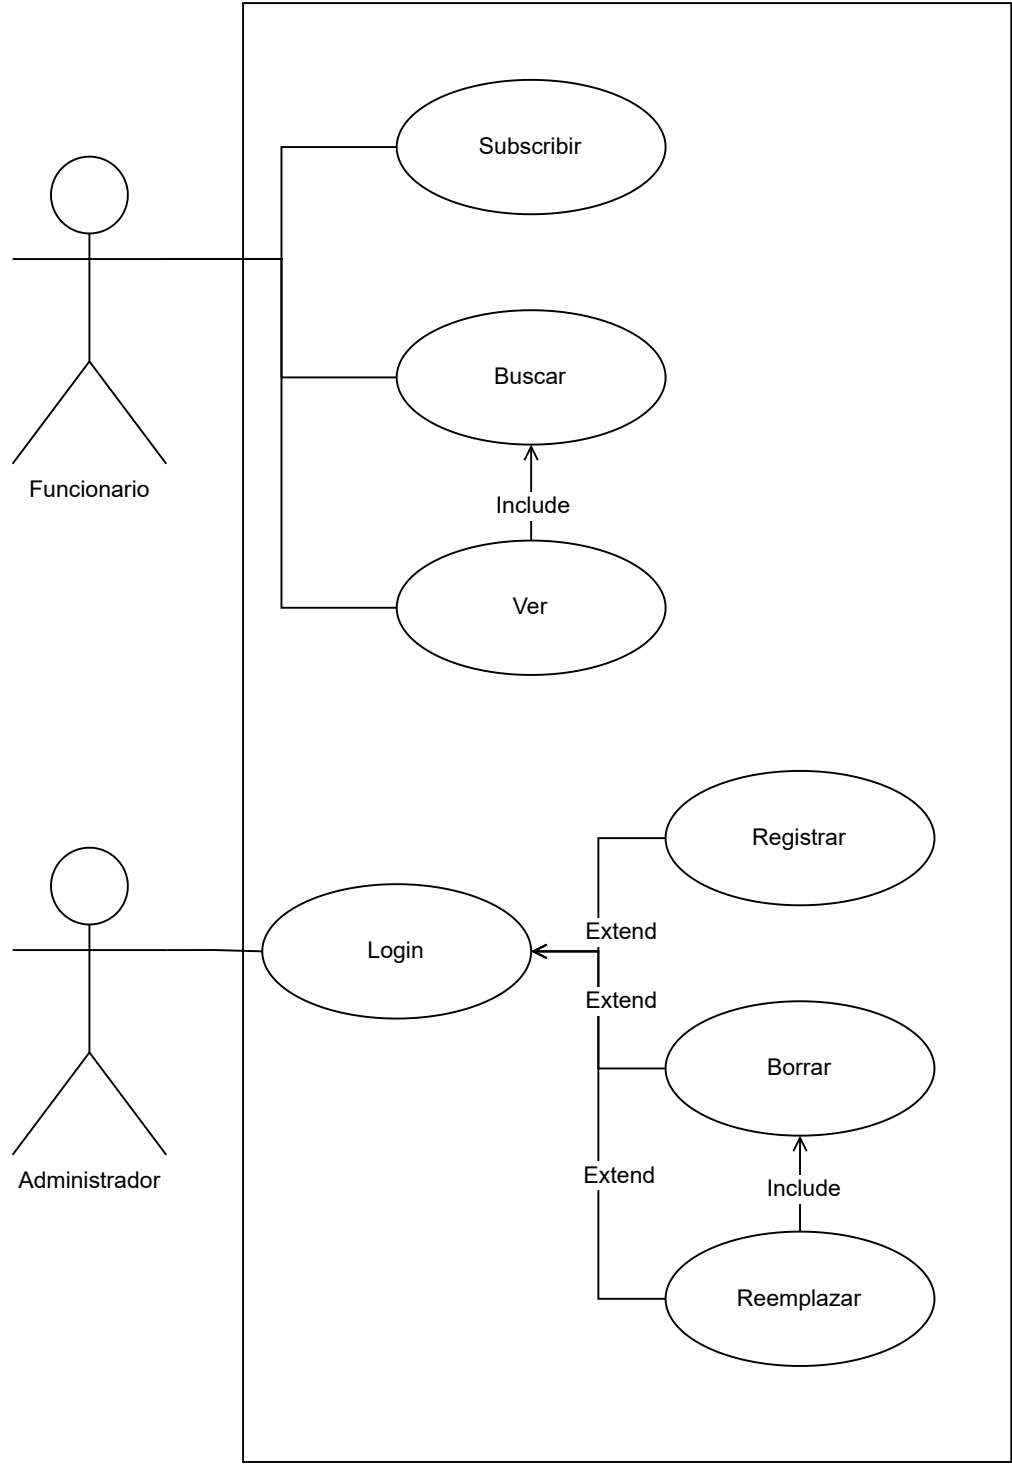 Subscribir
Buscar
Funcionario
Include
Ver
Registrar
Extend
Login
Extend
Borrar
Extend
Administrador
Include
Reemplazar